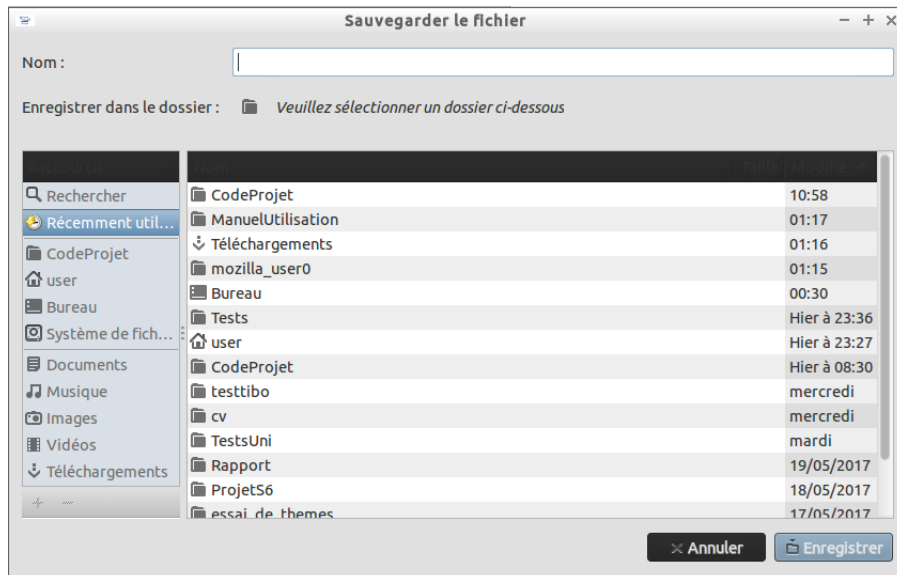 Sauvegarder le fichier
Nom :
Enregistrer dans le dossier : Veuillez sélectionner un dossier ci-dessous
Raccourcis
Rechercher
Récemment util...
CodeProjet
user
Bureau
Système de fich...
Documents
Musique
Images
Vidéos
Téléchargements
Nom Taille Modifié
CodeProjet 10:58
ManuelUtilisation 01:17
Téléchargements 01:16
mozilla_user0 01:15
Bureau 00:30
Tests Hier à 23:36
user Hier à 23:27
CodeProjet Hier à 08:30
testtibo mercredi
cv mercredi
TestsUni mardi
Rapport 19/05/2017
ProjetS6 18/05/2017
essai_de_themes 17/05/2017
Annuler Enregistrer